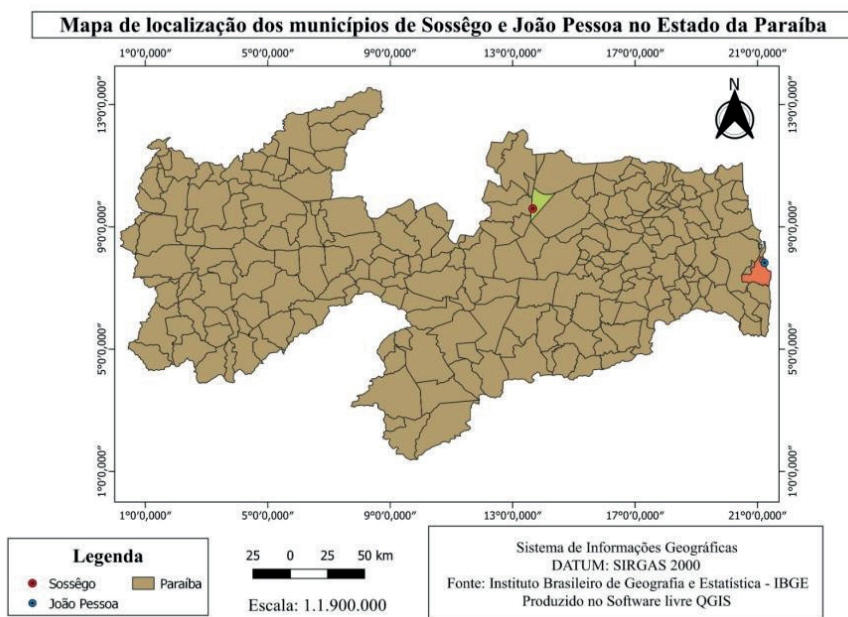 Mapa de localização dos municípios de Sossêgo e João Pessoa no Estado da Paraíba
1°0'0,000" 5°0'0,000" 9°0'0,000" 13°0'0,000" 17°0'0,000" 21°0'0,000"
N
13°0'0,000" 13°0'0,000"
9°0'0,000" 9°0'0,000"
5°0'0,000" 5°0'0,000"
1°0'0,000" 1°0'0,000"
1°0'0,000" 5°0'0,000" 9°0'0,000" 13°0'0,000" 17°0'0,000" 21°0'0,000"
Legenda
Sossêgo Paraíba
João Pessoa
25 0 25 50 km
Escala: 1.1.900.000
Sistema de Informações Geográficas
DATUM: SIRGAS 2000
Fonte: Instituto Brasileiro de Geografia e Estatística - IBGE
Produzido no Software livre QGIS